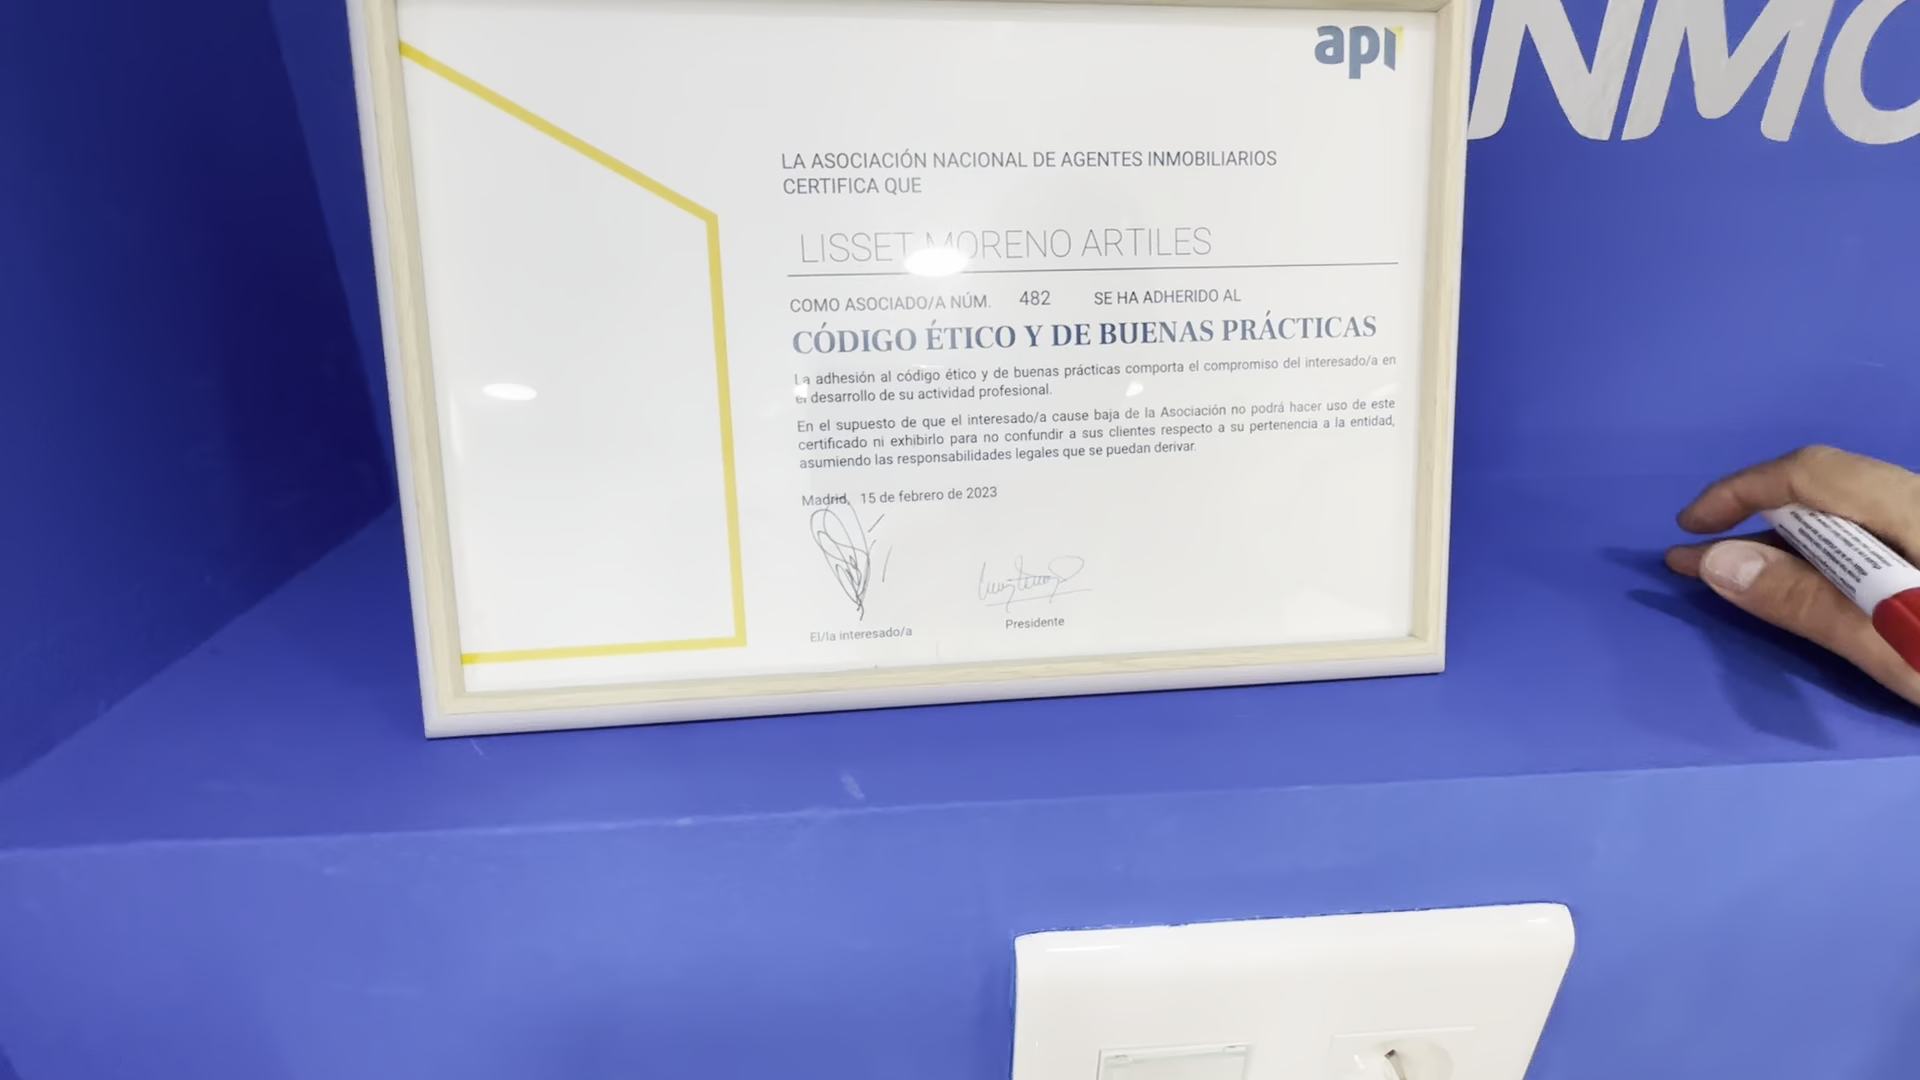 api
NMO
LA ASOCIACIÓN NACIONAL DE AGENTES INMOBILIARIOS
CERTIFICA QUE
LISSET MORENO ARTILES
COMO ASOCIADO/A NÚM. 482 SE HA ADHERIDO AL
CÓDIGO ÉTICO Y DE BUENAS PRÁCTICAS
La adhesión al código ético y de buenas prácticas comporta el compromiso del interesado/a en
el desarrollo de su actividad profesional.
En el supuesto de que el interesado/a cause baja de la Asociación no podrá hacer uso de este
certificado ni exhibirlo para no confundir a sus clientes respecto a su pertenencia a la entidad,
asumiendo las responsabilidades legales que se puedan derivar.
Madrid, 15 de febrero de 2023
El/la interesado/a
Presidente